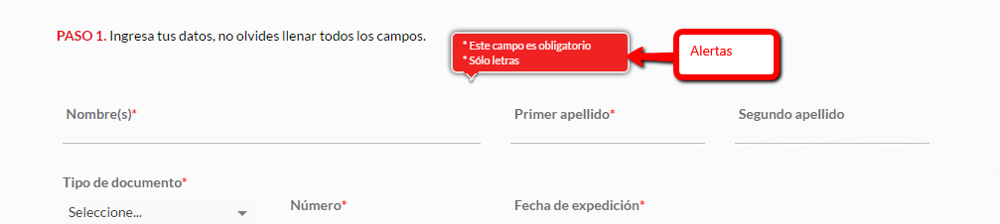 PASO 1. Ingresa tus datos, no olvides llenar todos los campos.
* Este campo es obligatorio
* Sólo letras
Alertas
Nombre(s)*
Primer apellido*
Segundo apellido
Tipo de documento*
Seleccione...
Número*
Fecha de expedición*